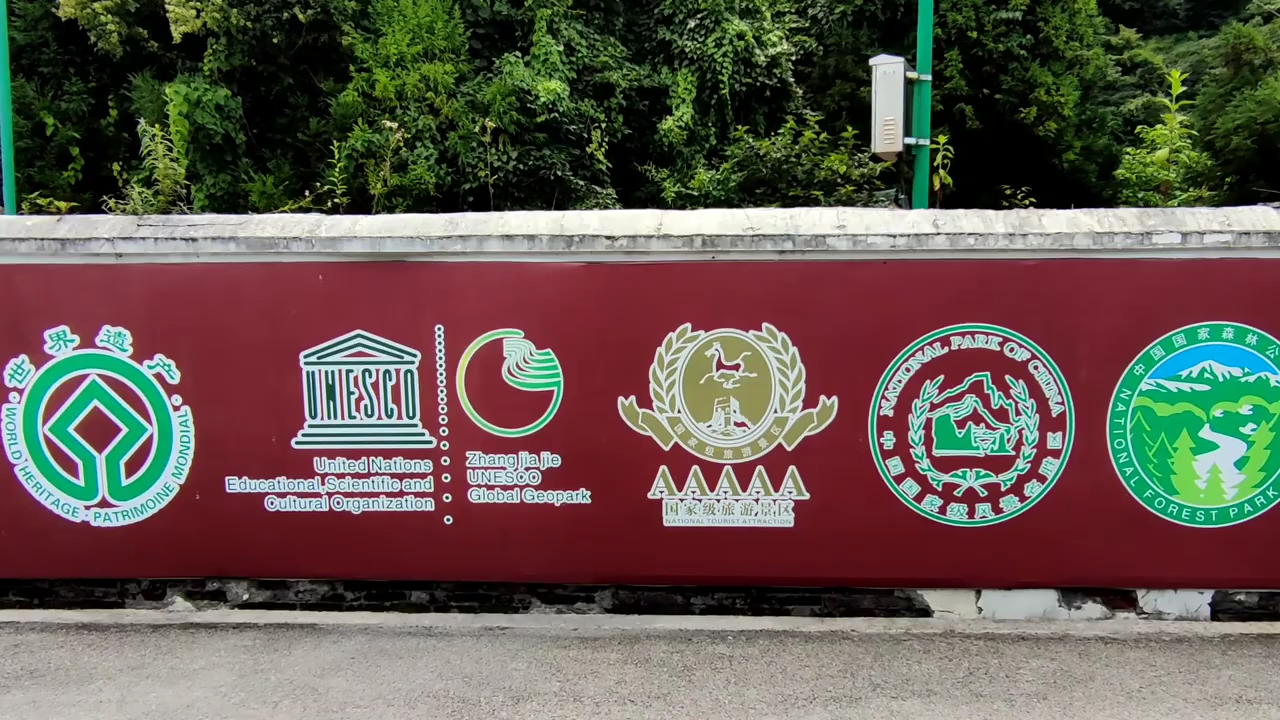 世界遗产
WORLD HERITAGE · PATRIMOINE MONDIAL
UNESCO
United Nations
Educational, Scientific and
Cultural Organization
Zhangjiajie
UNESCO
Global Geopark
国家级旅游景区
AAAAA
国家级旅游景区
NATIONAL TOURIST ATTRACTION
NATIONAL PARK OF CHINA
中国国家级风景名胜区
中国国家森林公
NATIONAL FOREST PARK